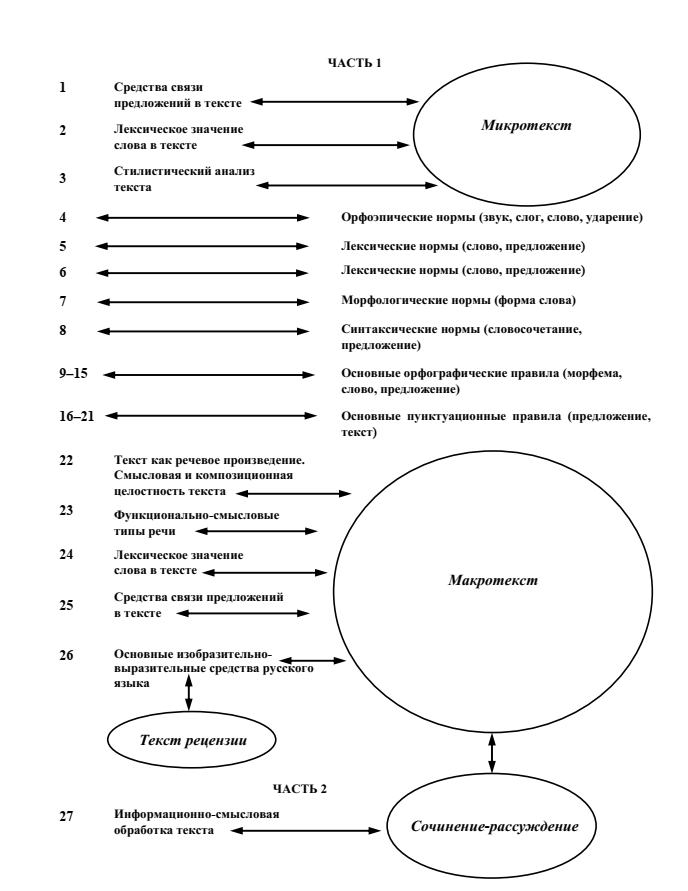 ЧАСТЬ 1
1 Средства связи
предложений в тексте
Микротекст
2 Лексическое значение
слова в тексте
3 Стилистический анализ
текста
4 Орфоэпические нормы (звук, слог, слово, ударение)
5 Лексические нормы (слово, предложение)
6 Лексические нормы (слово, предложение)
7 Морфологические нормы (форма слова)
8 Синтаксические нормы (словосочетание,
предложение)
9–15 Основные орфографические правила (морфема,
слово, предложение)
16–21 Основные пунктуационные правила (предложение,
текст)
22 Текст как речевое произведение.
Смысловая и композиционная
целостность текста
23 Функционально-смысловые
типы речи
24 Лексическое значение
слова в тексте
Макротекст
25 Средства связи предложений
в тексте
26 Основные изобразительно-
выразительные средства русского
языка
Текст рецензии
ЧАСТЬ 2
27 Информационно-смысловая
обработка текста
Сочинение-рассуждение